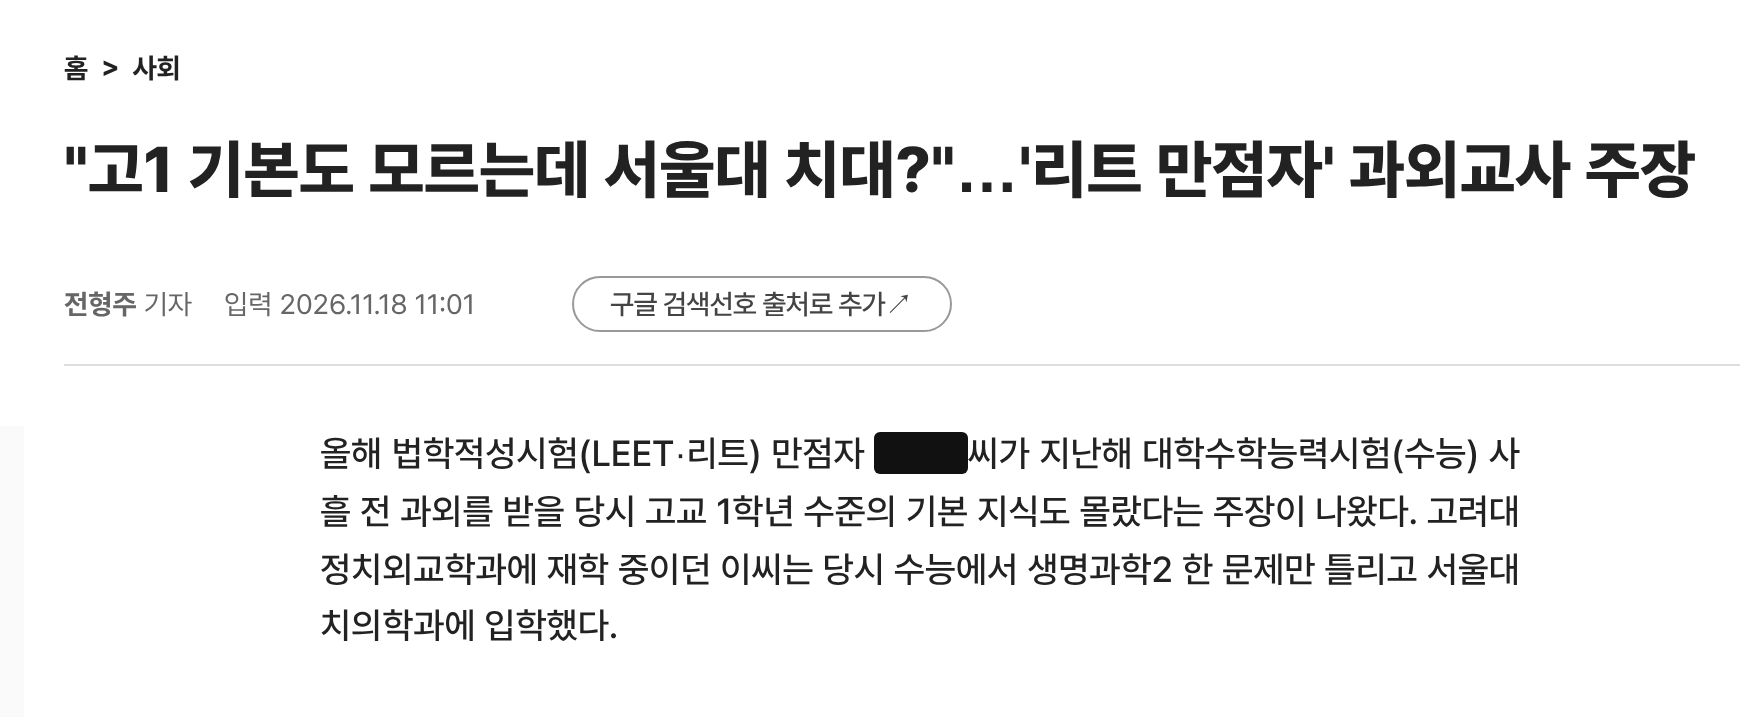 홈 > 사회
"고1 기본도 모르는데 서울대 치대?"…'리트 만점자' 과외교사 주장
전형주 기자 입력 2026.11.18 11:01 구글 검색선호 출처로 추가↗
올해 법학적성시험(LEET·리트) 만점자 씨가 지난해 대학수학능력시험(수능) 사
흘 전 과외를 받을 당시 고교 1학년 수준의 기본 지식도 몰랐다는 주장이 나왔다. 고려대
정치외교학과에 재학 중이던 이씨는 당시 수능에서 생명과학2 한 문제만 틀리고 서울대
치의학과에 입학했다.